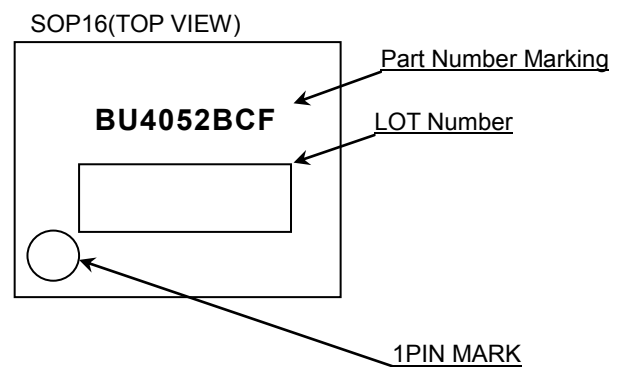 SOP16(TOP VIEW)
Part Number Marking
BU4052BCF
LOT Number
1PIN MARK